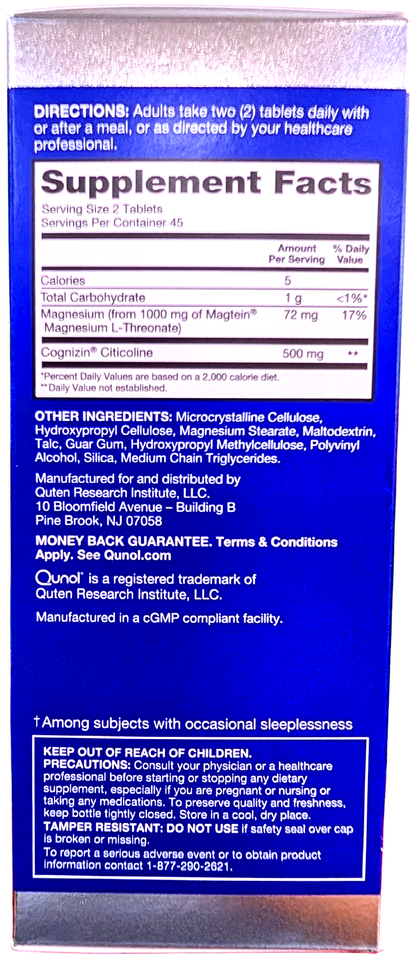 DIRECTIONS: Adults take two (2) tablets daily with
or after a meal, or as directed by your healthcare
professional.
Supplement Facts
Serving Size 2 Tablets
Servings Per Container 45
Amount Per Serving % Daily Value
Calories 5
Total Carbohydrate 1 g <1%*
Magnesium (from 1000 mg of Magtein® 72 mg 17%
Magnesium L-Threonate)
Cognizin® Citicoline 500 mg **
*Percent Daily Values are based on a 2,000 calorie diet.
**Daily Value not established.
OTHER INGREDIENTS: Microcrystalline Cellulose,
Hydroxypropyl Cellulose, Magnesium Stearate, Maltodextrin,
Talc, Guar Gum, Hydroxypropyl Methylcellulose, Polyvinyl
Alcohol, Silica, Medium Chain Triglycerides.
Manufactured for and distributed by
Quten Research Institute, LLC.
10 Bloomfield Avenue – Building B
Pine Brook, NJ 07058
MONEY BACK GUARANTEE. Terms & Conditions
Apply. See Qunol.com
Qunol® is a registered trademark of
Quten Research Institute, LLC.
Manufactured in a cGMP compliant facility.
†Among subjects with occasional sleeplessness
KEEP OUT OF REACH OF CHILDREN.
PRECAUTIONS: Consult your physician or a healthcare
professional before starting or stopping any dietary
supplement, especially if you are pregnant or nursing or
taking any medications. To preserve quality and freshness,
keep bottle tightly closed. Store in a cool, dry place.
TAMPER RESISTANT: DO NOT USE if safety seal over cap
is broken or missing.
To report a serious adverse event or to obtain product
information contact 1-877-290-2621.